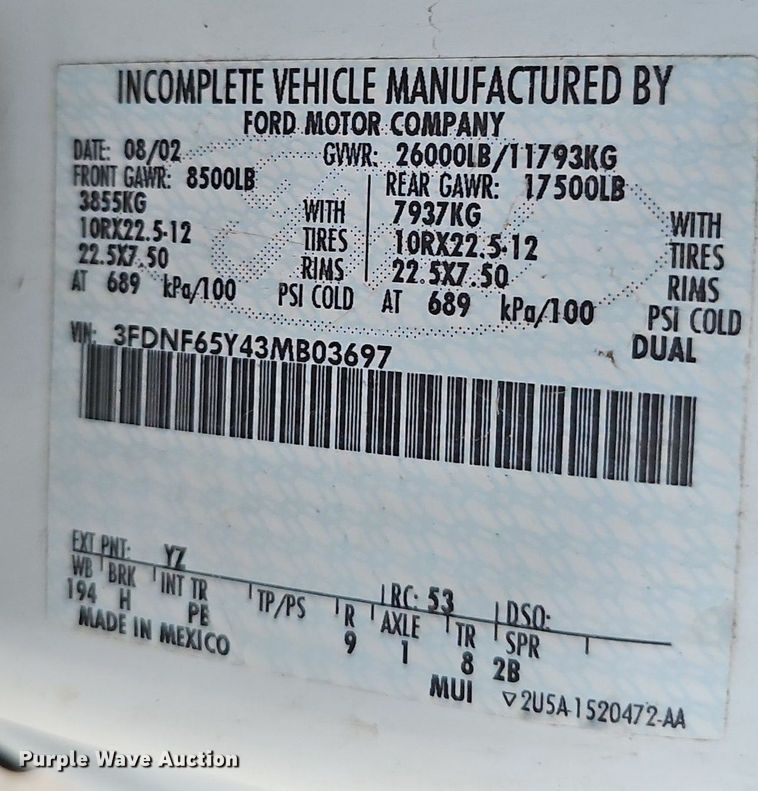 INCOMPLETE VEHICLE MANUFACTURED BY
FORD MOTOR COMPANY
DATE: 08/02 GVWR: 26000LB/11793KG
FRONT GAWR: 8500LB REAR GAWR: 17500LB
3855KG WITH 7937KG WITH
10RX22.5-12 TIRES 10RX22.5-12 TIRES
22.5X7.50 RIMS 22.5X7.50 RIMS
AT 689 kPa/100 PSI COLD AT 689 kPa/100 PSI COLD
VIN: 3FDNF65Y43MB03697 DUAL
EXT PNT: YZ RC: 53 DSO:
WB BRK INT TR TP/PS R AXLE TR SPR
194 H PE 9 1 8 2B
MADE IN MEXICO MUI 2U5A-1520472-AA
Purple Wave Auction